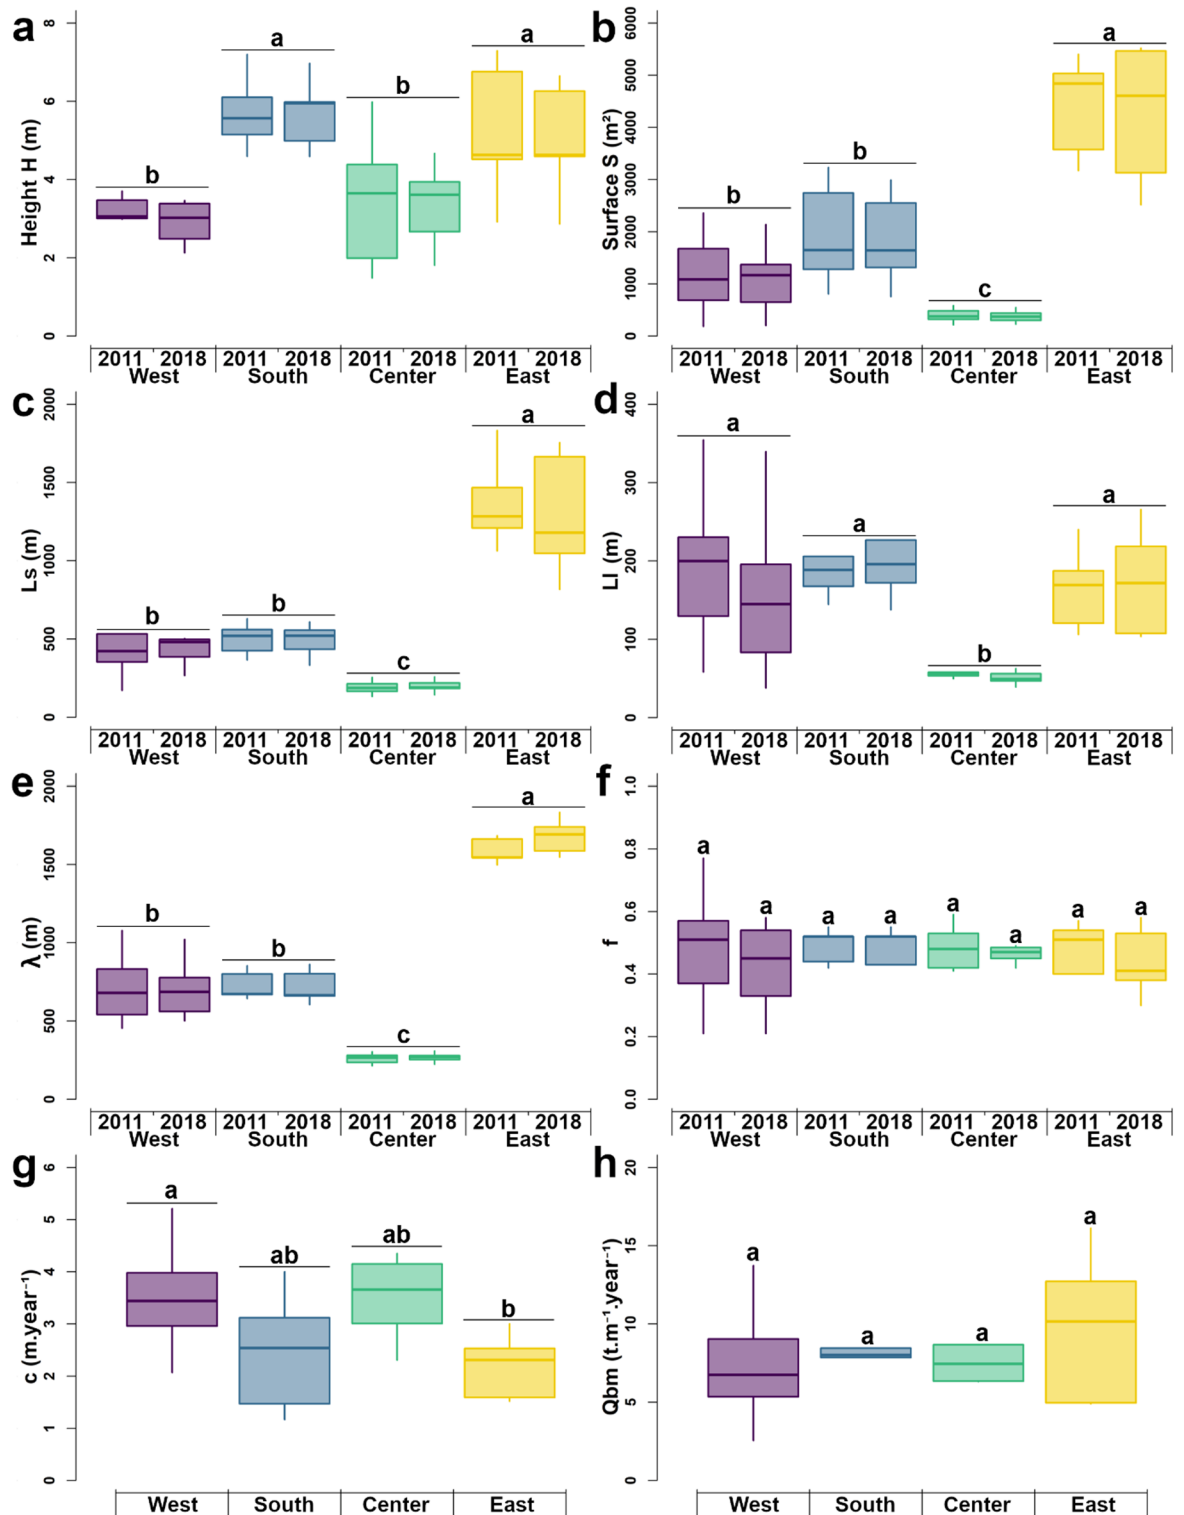 a
Height H (m)
8
6
4
2
0
b
a
b
a
2011 2018 2011 2018 2011 2018 2011 2018
West South Center East
b
Surface S (m²)
6000
5000
4000
3000
2000
1000
0
b
b
c
a
2011 2018 2011 2018 2011 2018 2011 2018
West South Center East
c
Ls (m)
2000
1500
1000
500
0
b
b
c
a
2011 2018 2011 2018 2011 2018 2011 2018
West South Center East
d
Ll (m)
400
300
200
100
0
a
a
b
a
2011 2018 2011 2018 2011 2018 2011 2018
West South Center East
e
λ (m)
2000
1500
1000
500
0
b
b
c
a
2011 2018 2011 2018 2011 2018 2011 2018
West South Center East
f
f
1.0
0.8
0.6
0.4
0.2
0.0
a a a a a a a a
2011 2018 2011 2018 2011 2018 2011 2018
West South Center East
g
c (m.year⁻¹)
6
5
4
3
2
1
0
a
ab
ab
b
West South Center East
h
Qbm (t.m⁻¹.year⁻¹)
20
15
10
5
0
a
a
a
a
West South Center East